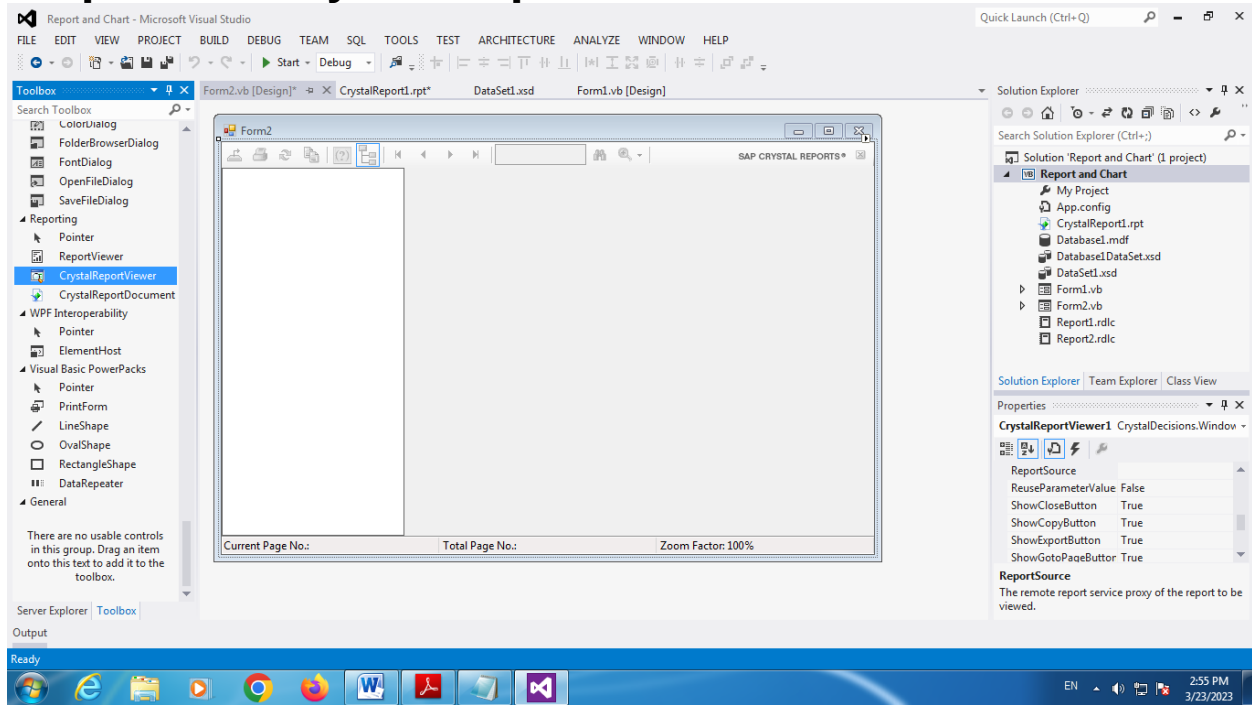 Report and Chart - Microsoft Visual Studio
Quick Launch (Ctrl+Q)
FILE EDIT VIEW PROJECT BUILD DEBUG TEAM SQL TOOLS TEST ARCHITECTURE ANALYZE WINDOW HELP
Start - Debug
Toolbox
Search Toolbox
ColorDialog
FolderBrowserDialog
FontDialog
OpenFileDialog
SaveFileDialog
Reporting
Pointer
ReportViewer
CrystalReportViewer
CrystalReportDocument
WPF Interoperability
Pointer
ElementHost
Visual Basic PowerPacks
Pointer
PrintForm
LineShape
OvalShape
RectangleShape
DataRepeater
General
There are no usable controls
in this group. Drag an item
onto this text to add it to the
toolbox.
Server Explorer Toolbox
Form2.vb [Design]* CrystalReport1.rpt* DataSet1.xsd Form1.vb [Design]
Form2
SAP CRYSTAL REPORTS®
Current Page No.: Total Page No.: Zoom Factor: 100%
Solution Explorer
Search Solution Explorer (Ctrl+;)
Solution 'Report and Chart' (1 project)
VB Report and Chart
My Project
App.config
CrystalReport1.rpt
Database1.mdf
Database1DataSet.xsd
DataSet1.xsd
Form1.vb
Form2.vb
Report1.rdlc
Report2.rdlc
Solution Explorer Team Explorer Class View
Properties
CrystalReportViewer1 CrystalDecisions.Window
ReportSource
ReuseParameterValue False
ShowCloseButton True
ShowCopyButton True
ShowExportButton True
ShowGotoPageButtor True
ReportSource
The remote report service proxy of the report to be
viewed.
Output
Ready
EN
2:55 PM
3/23/2023